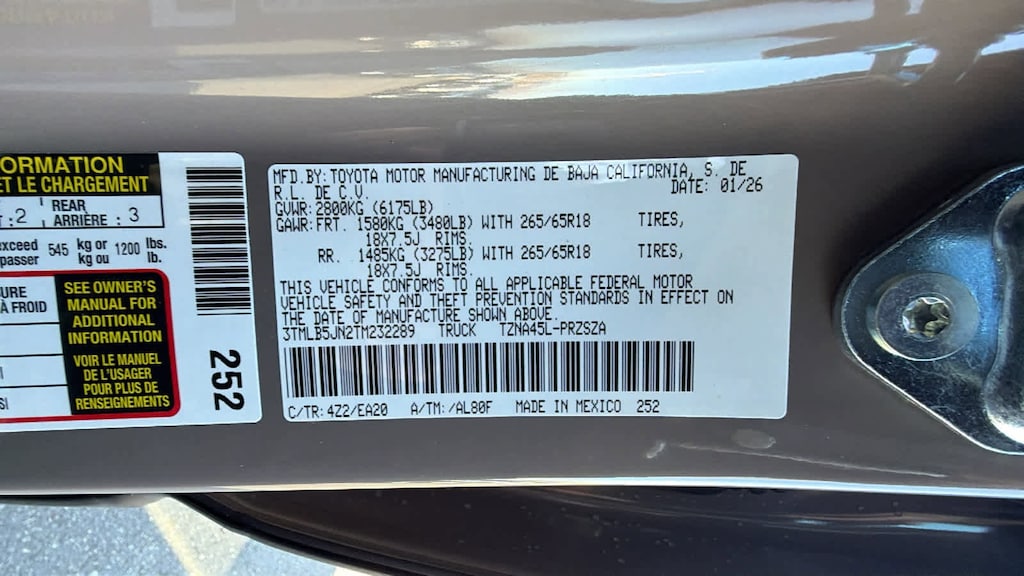 ORMATION
ET LE CHARGEMENT
: 2 REAR ARRIÈRE : 3
exceed 545 kg or 1200 lbs.
passer kg ou lb.
URE
À FROID
SEE OWNER'S
MANUAL FOR
ADDITIONAL
INFORMATION
VOIR LE MANUEL
DE L'USAGER
POUR PLUS DE
RENSEIGNEMENTS
SI
252
MFD.BY:TOYOTA MOTOR MANUFACTURING DE BAJA CALIFORNIA, S. DE
R.L. DE C.V. DATE: 01/26
GVWR:2800KG (6175LB)
GAWR:FRT. 1580KG (3480LB) WITH 265/65R18 TIRES,
18X7.5J RIMS.
RR. 1485KG (3275LB) WITH 265/65R18 TIRES,
18X7.5J RIMS.
THIS VEHICLE CONFORMS TO ALL APPLICABLE FEDERAL MOTOR
VEHICLE SAFETY AND THEFT PREVENTION STANDARDS IN EFFECT ON
THE DATE OF MANUFACTURE SHOWN ABOVE.
3TMLB5JN2TM232289 TRUCK TZNA45L-PRZSZA
C/TR: 4Z2/EA20 A/TM:/AL80F MADE IN MEXICO 252